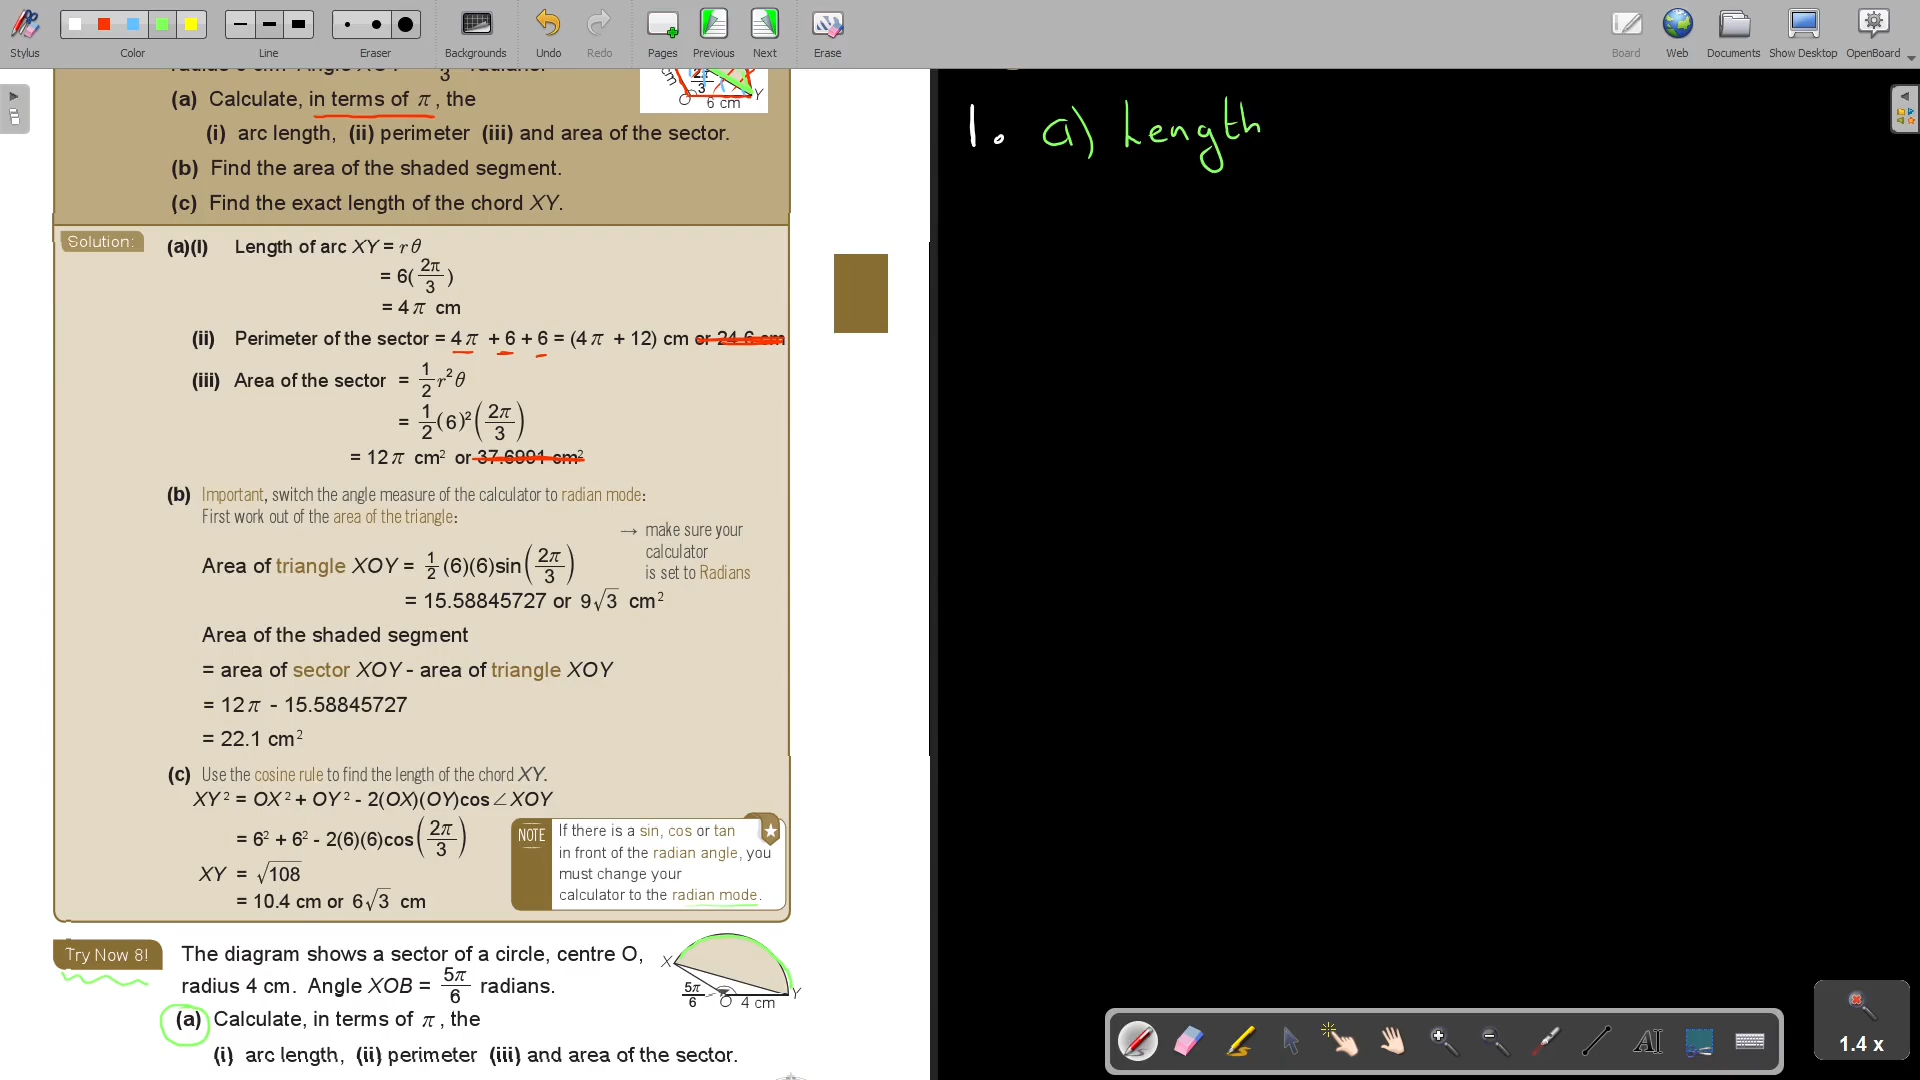 Stylus Color Line Eraser Backgrounds Undo Redo Pages Previous Next Erase Board Web Documents Show Desktop OpenBoard
3
2π
3
O 6 cm Y
cm
(a) Calculate, in terms of π, the
(i) arc length, (ii) perimeter (iii) and area of the sector.
(b) Find the area of the shaded segment.
(c) Find the exact length of the chord XY.
Solution:
(a)(I) Length of arc XY = rθ
= 6(2π/3)
= 4π cm
(ii) Perimeter of the sector = 4π + 6 + 6 = (4π + 12) cm or 24.6 cm
(iii) Area of the sector = 1/2 r²θ
= 1/2 (6)² (2π/3)
= 12π cm² or 37.6991 cm²
(b) Important, switch the angle measure of the calculator to radian mode:
First work out of the area of the triangle:
→ make sure your
calculator
is set to Radians
Area of triangle XOY = 1/2 (6)(6)sin(2π/3)
= 15.58845727 or 9√3 cm²
Area of the shaded segment
= area of sector XOY - area of triangle XOY
= 12π - 15.58845727
= 22.1 cm²
(c) Use the cosine rule to find the length of the chord XY.
XY² = OX² + OY² - 2(OX)(OY)cos∠XOY
= 6² + 6² - 2(6)(6)cos(2π/3)
XY = √108
= 10.4 cm or 6√3 cm
NOTE If there is a sin, cos or tan
in front of the radian angle, you
must change your
calculator to the radian mode.
Try Now 8! The diagram shows a sector of a circle, centre O,
radius 4 cm. Angle XOB = 5π/6 radians.
X
5π/6 O 4 cm Y
(a) Calculate, in terms of π, the
(i) arc length, (ii) perimeter (iii) and area of the sector.
1. a) Length
1.4 x